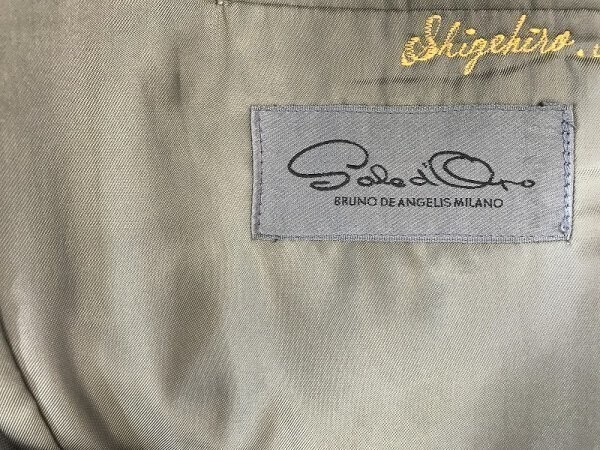 Shigehiro.
Sole d'Oro
BRUNO DE ANGELIS MILANO